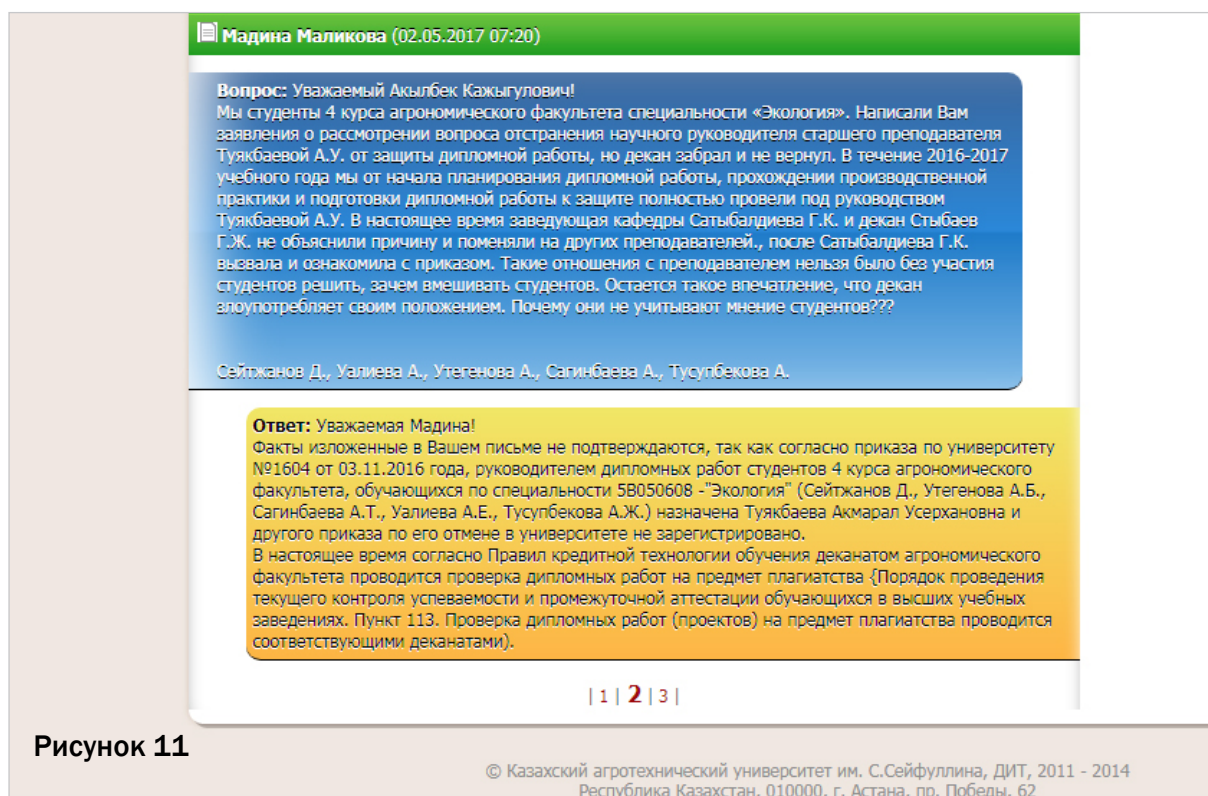 Мадина Маликова (02.05.2017 07:20)
Вопрос: Уважаемый Акылбек Кажыгулович!
Мы студенты 4 курса агрономического факультета специальности «Экология». Написали Вам
заявления о рассмотрении вопроса отстранения научного руководителя старшего преподавателя
Туякбаевой А.У. от защиты дипломной работы, но декан забрал и не вернул. В течение 2016-2017
учебного года мы от начала планирования дипломной работы, прохождении производственной
практики и подготовки дипломной работы к защите полностью провели под руководством
Туякбаевой А.У. В настоящее время заведующая кафедры Сатыбалдиева Г.К. и декан Стыбаев
Г.Ж. не объяснили причину и поменяли на других преподавателей., после Сатыбалдиева Г.К.
вызвала и ознакомила с приказом. Такие отношения с преподавателем нельзя было без участия
студентов решить, зачем вмешивать студентов. Остается такое впечатление, что декан
злоупотребляет своим положением. Почему они не учитывают мнение студентов???
Сейтжанов Д., Уалиева А., Утегенова А., Сагинбаева А., Тусупбекова А.
Ответ: Уважаемая Мадина!
Факты изложенные в Вашем письме не подтверждаются, так как согласно приказа по университету
№1604 от 03.11.2016 года, руководителем дипломных работ студентов 4 курса агрономического
факультета, обучающихся по специальности 5В050608 -"Экология" (Сейтжанов Д., Утегенова А.Б.,
Сагинбаева А.Т., Уалиева А.Е., Тусупбекова А.Ж.) назначена Туякбаева Акмарал Усерхановна и
другого приказа по его отмене в университете не зарегистрировано.
В настоящее время согласно Правил кредитной технологии обучения деканатом агрономического
факультета проводится проверка дипломных работ на предмет плагиатства {Порядок проведения
текущего контроля успеваемости и промежуточной аттестации обучающихся в высших учебных
заведениях. Пункт 113. Проверка дипломных работ (проектов) на предмет плагиатства проводится
соответствующими деканатами).
| 1 | 2 | 3 |
Рисунок 11
© Казахский агротехнический университет им. С.Сейфуллина, ДИТ, 2011 - 2014
Республика Казахстан, 010000, г. Астана, пр. Победы, 62